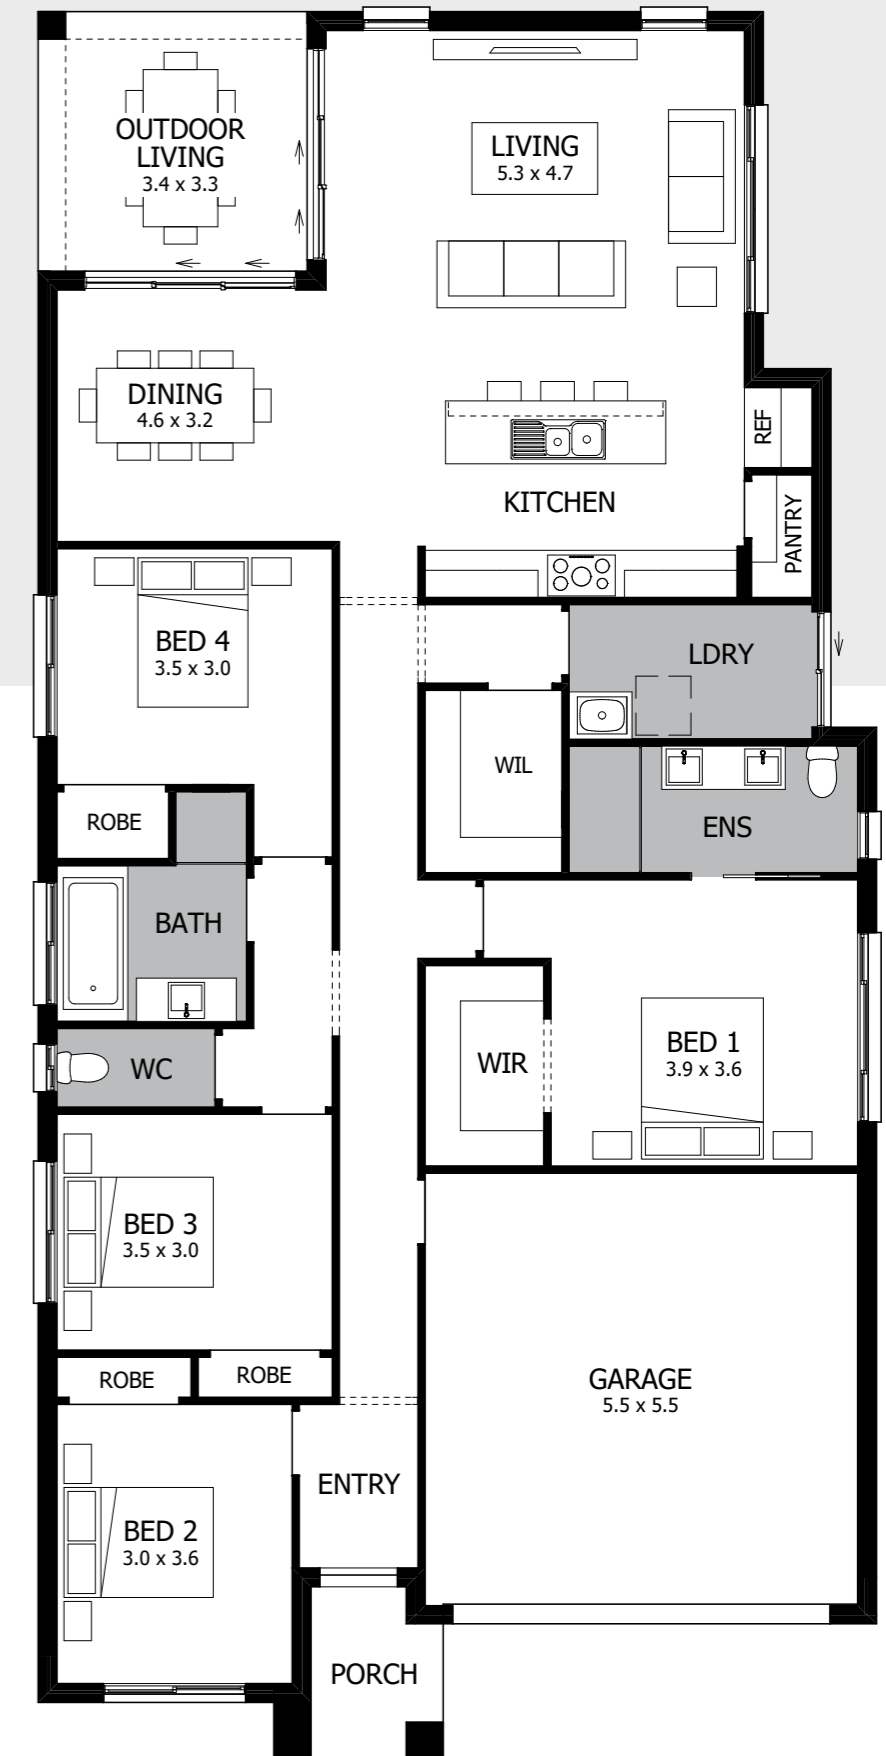 OUTDOOR
LIVING
3.4 x 3.3
LIVING
5.3 x 4.7
DINING
4.6 x 3.2
REF
KITCHEN
PANTRY
BED 4
3.5 x 3.0
LDRY
WIL
ROBE
ENS
BATH
WC
WIR
BED 1
3.9 x 3.6
BED 3
3.5 x 3.0
ROBE
ROBE
GARAGE
5.5 x 5.5
ENTRY
BED 2
3.0 x 3.6
PORCH